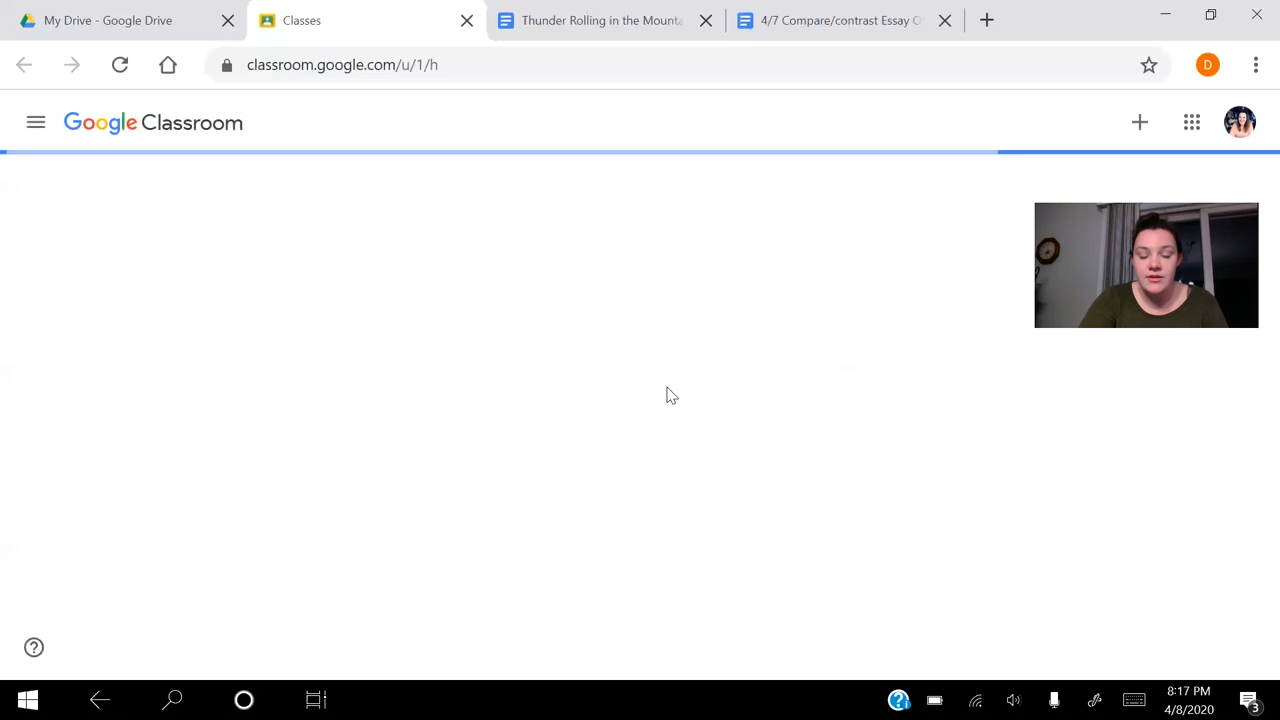 My Drive - Google Drive
Classes
Thunder Rolling in the Mounta
4/7 Compare/contrast Essay O
classroom.google.com/u/1/h
D
Google Classroom
?
8:17 PM
4/8/2020
3